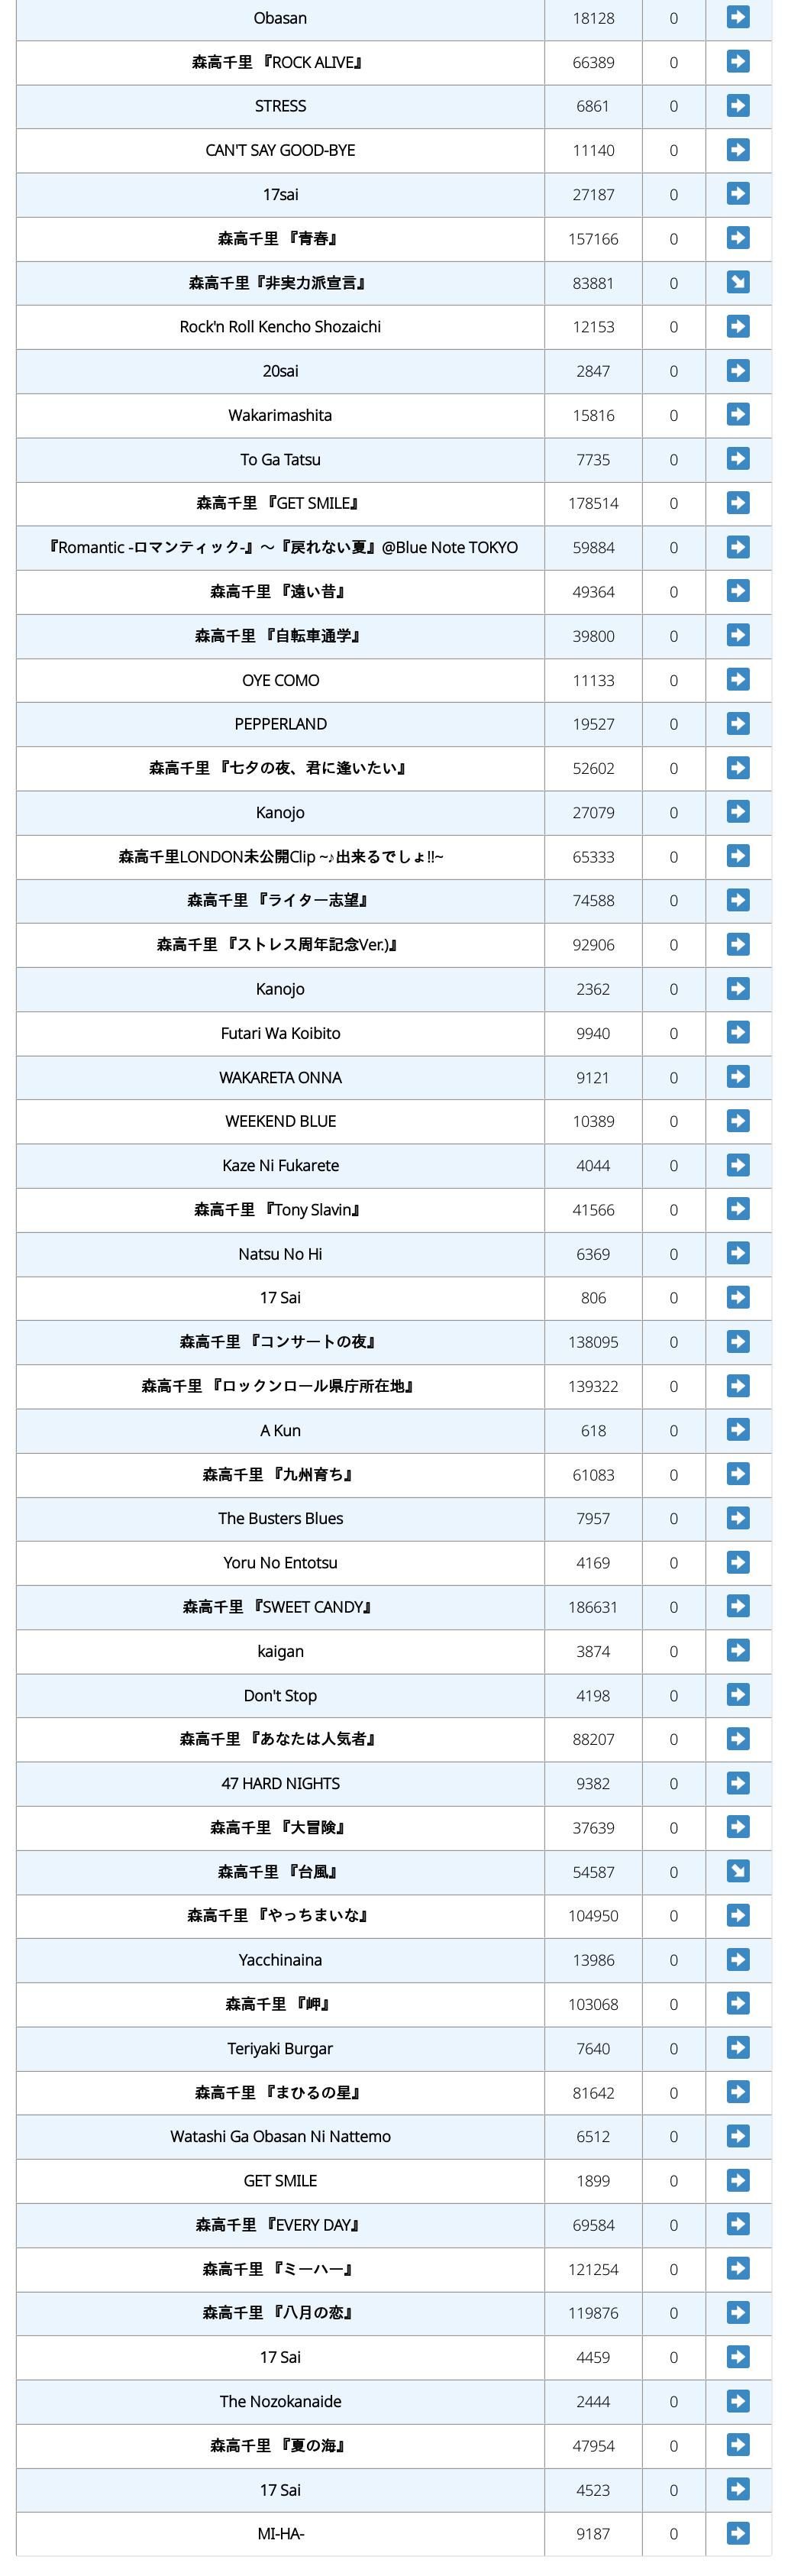 Obasan 18128 0 ➡
森高千里 『ROCK ALIVE』 66389 0 ➡
STRESS 6861 0 ➡
CAN'T SAY GOOD-BYE 11140 0 ➡
17sai 27187 0 ➡
森高千里 『青春』 157166 0 ➡
森高千里『非実力派宣言』 83881 0 ↘
Rock'n Roll Kencho Shozaichi 12153 0 ➡
20sai 2847 0 ➡
Wakarimashita 15816 0 ➡
To Ga Tatsu 7735 0 ➡
森高千里 『GET SMILE』 178514 0 ➡
『Romantic -ロマンティック-』～『戻れない夏』@Blue Note TOKYO 59884 0 ➡
森高千里 『遠い昔』 49364 0 ➡
森高千里 『自転車通学』 39800 0 ➡
OYE COMO 11133 0 ➡
PEPPERLAND 19527 0 ➡
森高千里 『七夕の夜、君に逢いたい』 52602 0 ➡
Kanojo 27079 0 ➡
森高千里LONDON未公開Clip ~♪出来るでしょ!!~ 65333 0 ➡
森高千里 『ライター志望』 74588 0 ➡
森高千里 『ストレス周年記念Ver.)』 92906 0 ➡
Kanojo 2362 0 ➡
Futari Wa Koibito 9940 0 ➡
WAKARETA ONNA 9121 0 ➡
WEEKEND BLUE 10389 0 ➡
Kaze Ni Fukarete 4044 0 ➡
森高千里 『Tony Slavin』 41566 0 ➡
Natsu No Hi 6369 0 ➡
17 Sai 806 0 ➡
森高千里 『コンサートの夜』 138095 0 ➡
森高千里 『ロックンロール県庁所在地』 139322 0 ➡
A Kun 618 0 ➡
森高千里 『九州育ち』 61083 0 ➡
The Busters Blues 7957 0 ➡
Yoru No Entotsu 4169 0 ➡
森高千里 『SWEET CANDY』 186631 0 ➡
kaigan 3874 0 ➡
Don't Stop 4198 0 ➡
森高千里 『あなたは人気者』 88207 0 ➡
47 HARD NIGHTS 9382 0 ➡
森高千里 『大冒険』 37639 0 ➡
森高千里 『台風』 54587 0 ↘
森高千里 『やっちまいな』 104950 0 ➡
Yacchinaina 13986 0 ➡
森高千里 『岬』 103068 0 ➡
Teriyaki Burgar 7640 0 ➡
森高千里 『まひるの星』 81642 0 ➡
Watashi Ga Obasan Ni Nattemo 6512 0 ➡
GET SMILE 1899 0 ➡
森高千里 『EVERY DAY』 69584 0 ➡
森高千里 『ミーハー』 121254 0 ➡
森高千里 『八月の恋』 119876 0 ➡
17 Sai 4459 0 ➡
The Nozokanaide 2444 0 ➡
森高千里 『夏の海』 47954 0 ➡
17 Sai 4523 0 ➡
MI-HA- 9187 0 ➡